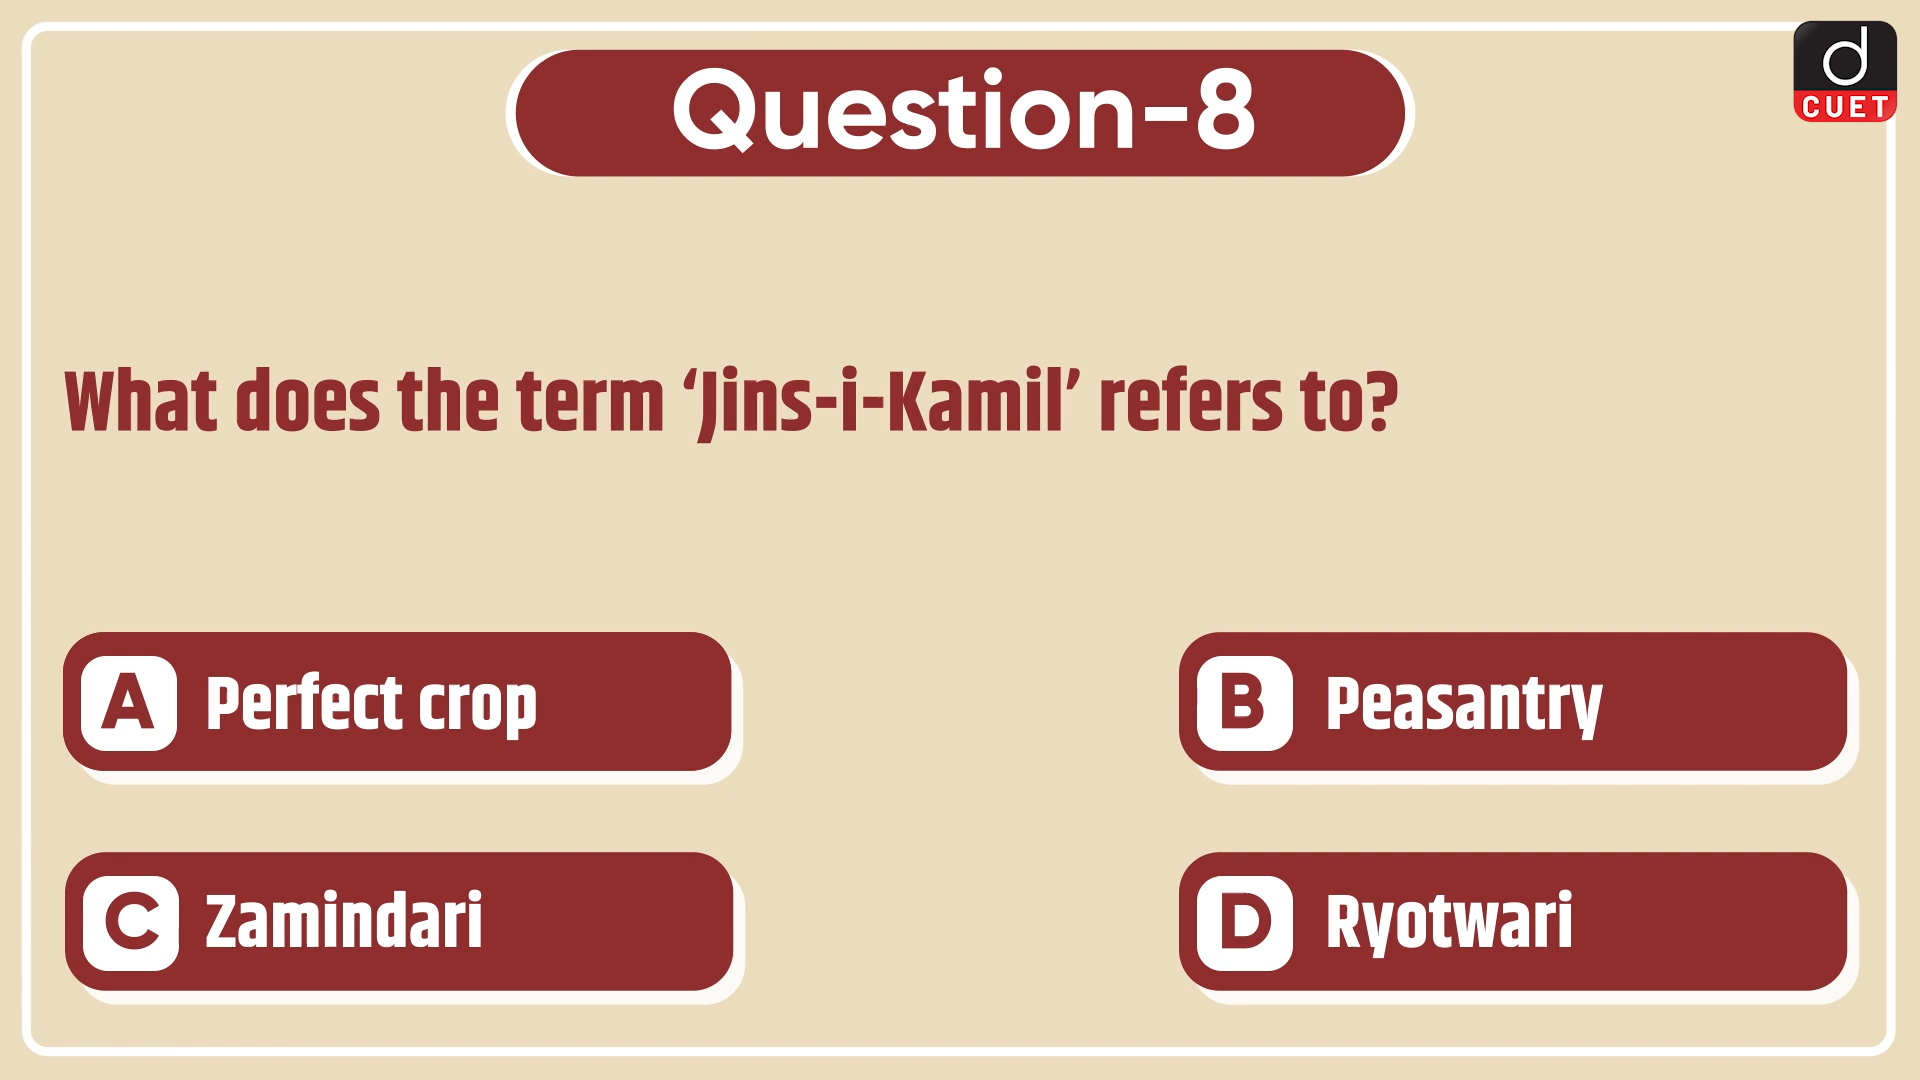 Question-8
d
CUET
What does the term ‘Jins-i-Kamil’ refers to?
A Perfect crop
B Peasantry
C Zamindari
D Ryotwari